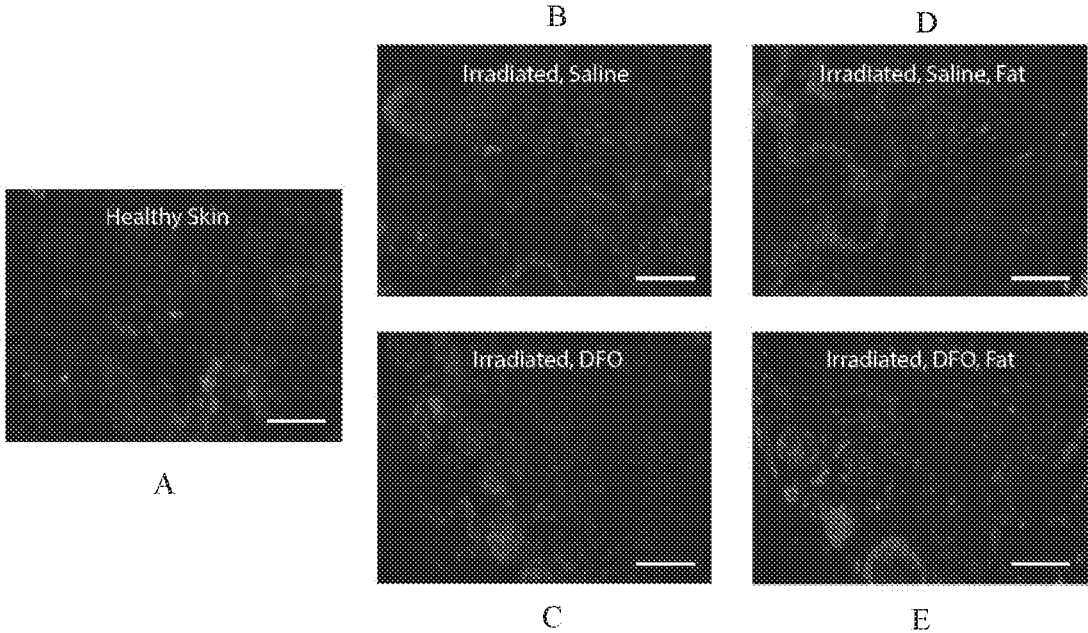 B
D
Irradiated, Saline
Irradiated, Saline, Fat
Healthy Skin
Irradiated, DFO
Irradiated, DFO, Fat
A
C
E